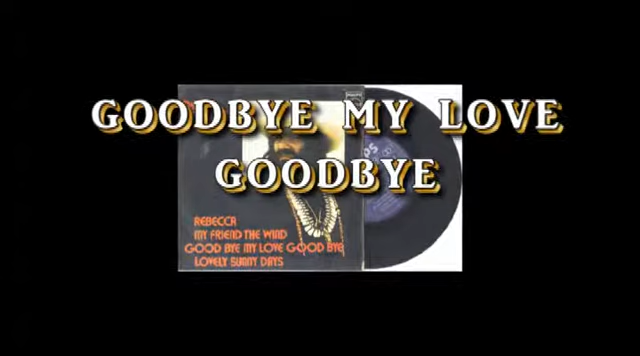 GOODBYE MY LOVE
GOODBYE
REBECCA
MY FRIEND THE WIND
GOOD BYE MY LOVE GOOD BYE
LOVELY SUNNY DAYS